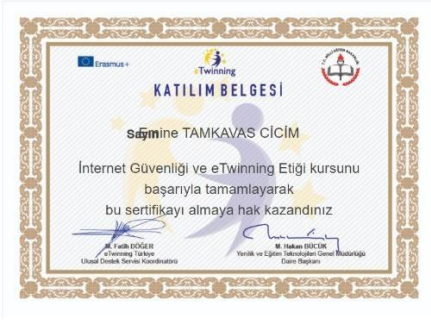 Erasmus+
eTwinning
KATILIM BELGESİ
Sayın Emine TAMKAVAS CİCİM
İnternet Güvenliği ve eTwinning Etiği kursunu
başarıyla tamamlayarak
bu sertifikayı almaya hak kazandınız
M. Fatih DÖĞER
eTwinning Türkiye
Ulusal Destek Servisi Koordinatörü
M. Hakan BÜCÜK
Yenilik ve Eğitim Teknolojileri Genel Müdürlüğü
Daire Başkanı